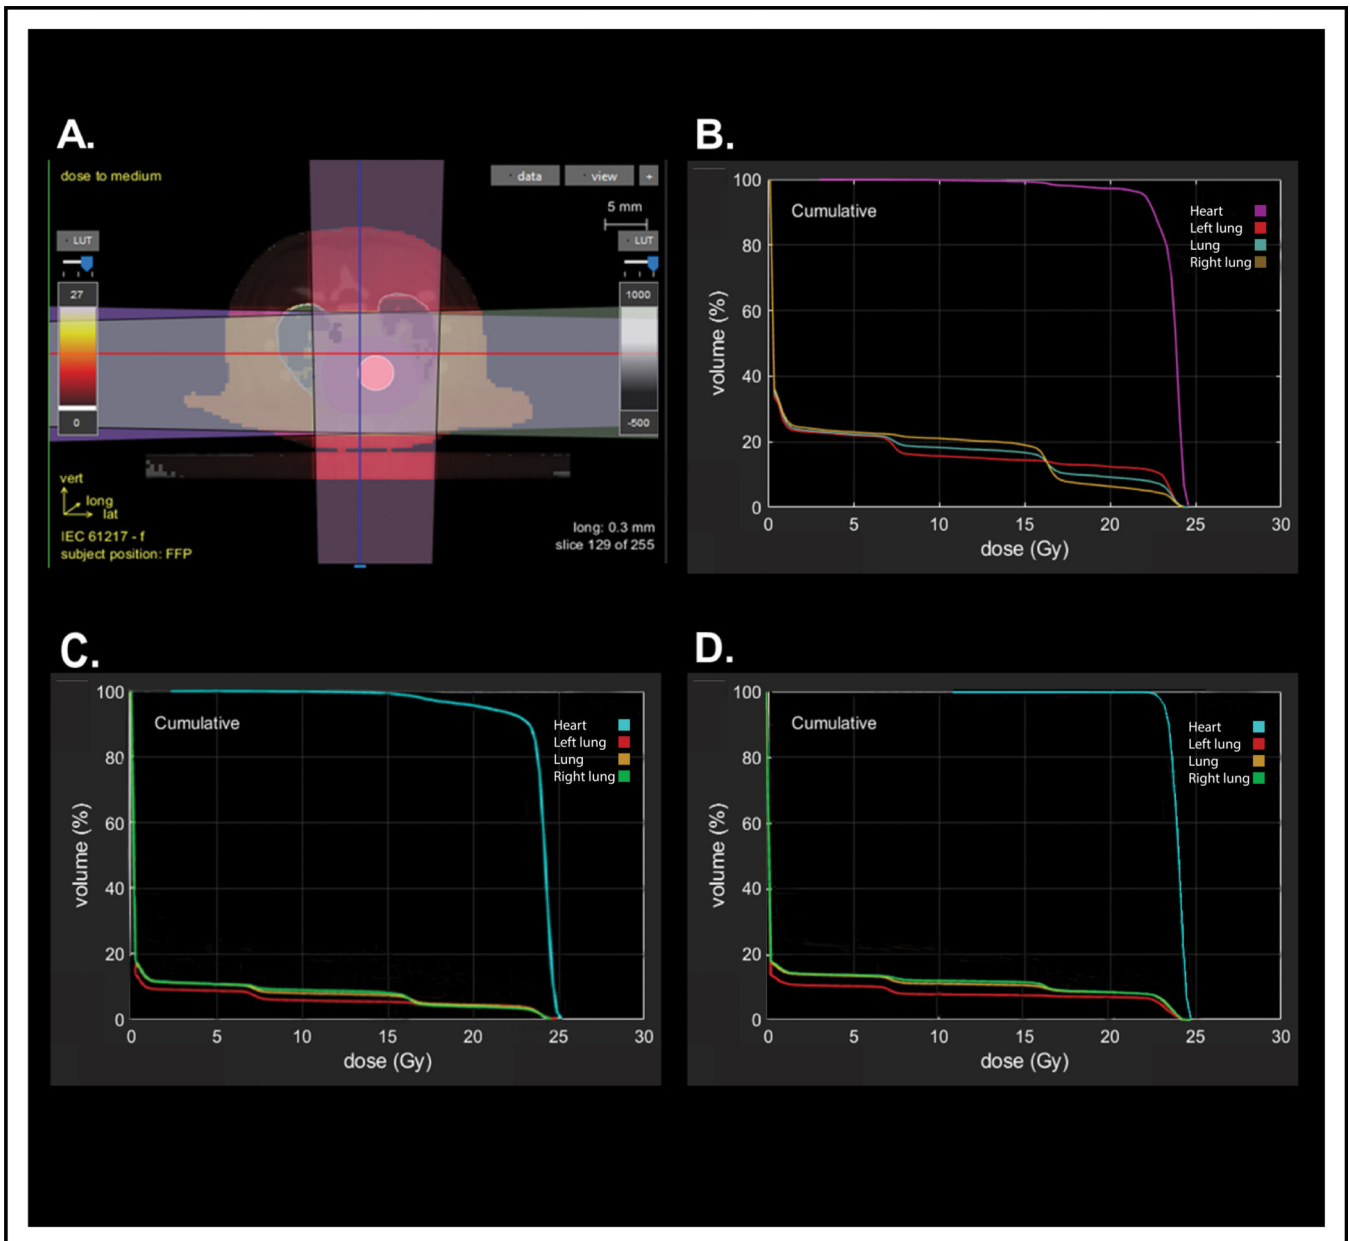 A.
dose to medium
data
view
+
5 mm
LUT
LUT
27
1000
0
-500
vert
long
lat
IEC 61217 - f
subject position: FFP
long: 0.3 mm
slice 129 of 255
B.
Cumulative
Heart
Left lung
Lung
Right lung
volume (%)
100
80
60
40
20
0
0 5 10 15 20 25 30
dose (Gy)
C.
Cumulative
Heart
Left lung
Lung
Right lung
volume (%)
100
80
60
40
20
0
0 5 10 15 20 25 30
dose (Gy)
D.
Cumulative
Heart
Left lung
Lung
Right lung
volume (%)
100
80
60
40
20
0
0 5 10 15 20 25 30
dose (Gy)